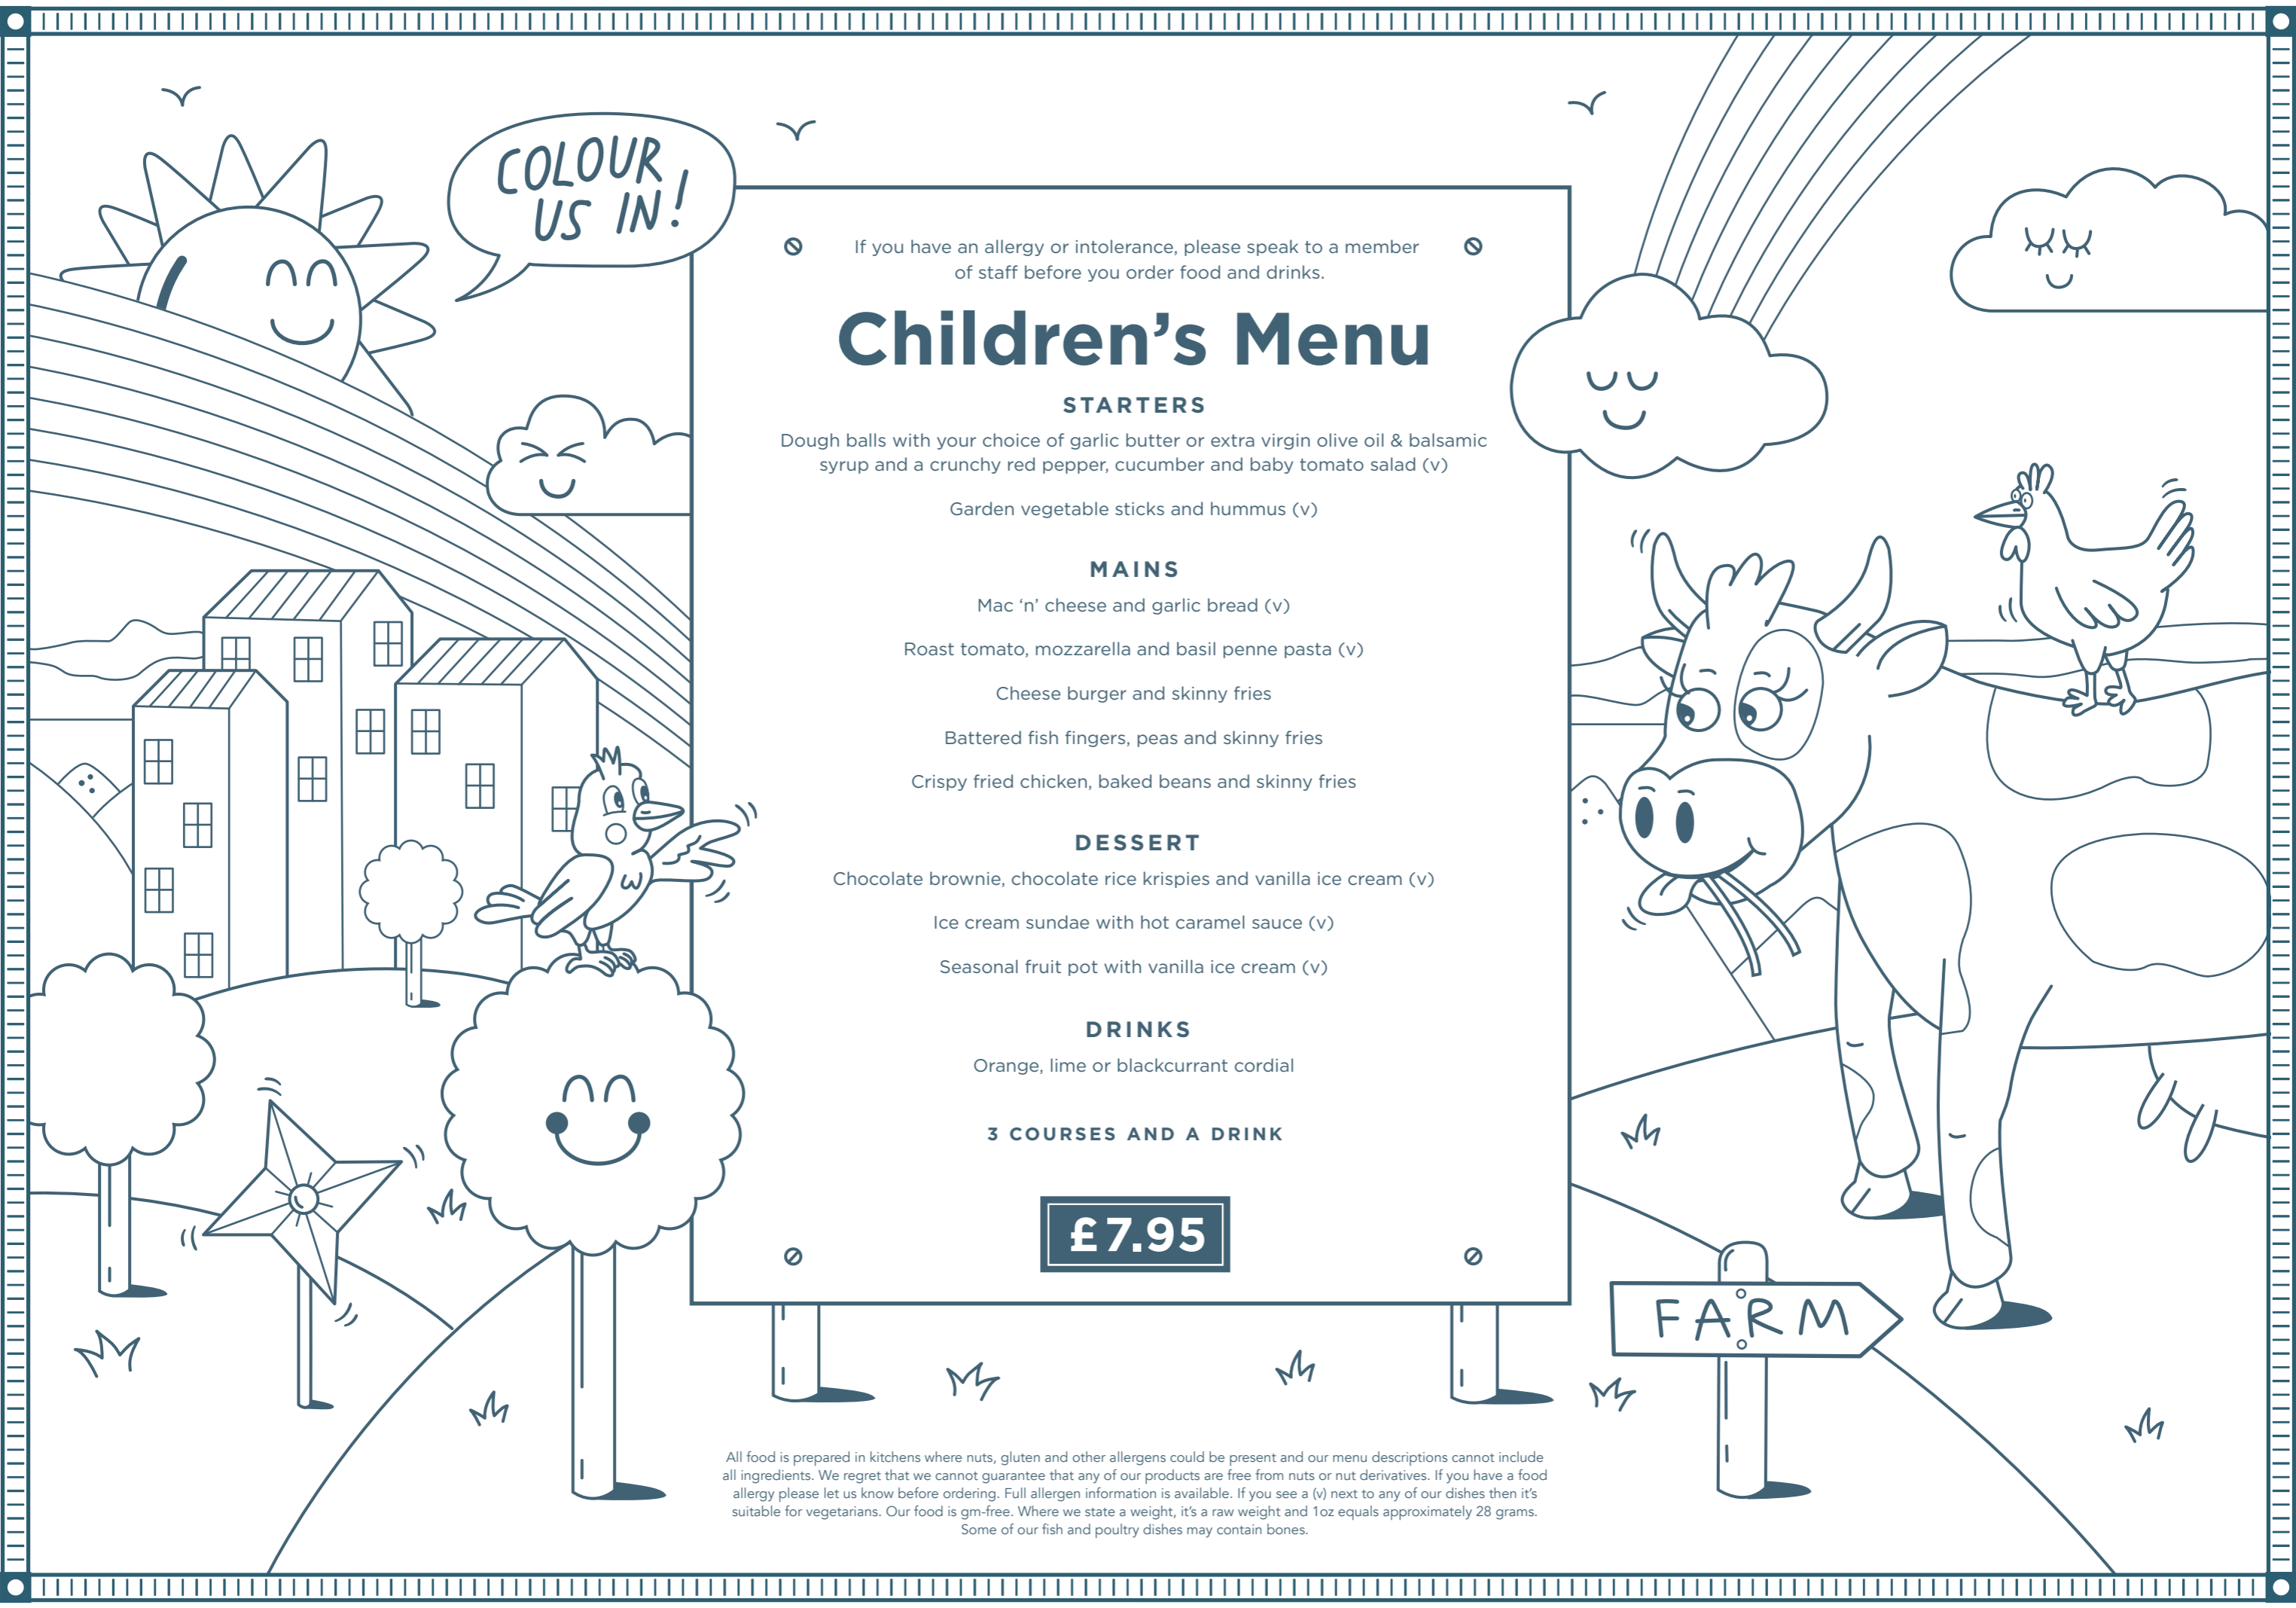 COLOUR
US IN!
If you have an allergy or intolerance, please speak to a member
of staff before you order food and drinks.
Children’s Menu
STARTERS
Dough balls with your choice of garlic butter or extra virgin olive oil & balsamic
syrup and a crunchy red pepper, cucumber and baby tomato salad (v)
Garden vegetable sticks and hummus (v)
MAINS
Mac ‘n’ cheese and garlic bread (v)
Roast tomato, mozzarella and basil penne pasta (v)
Cheese burger and skinny fries
Battered fish fingers, peas and skinny fries
Crispy fried chicken, baked beans and skinny fries
DESSERT
Chocolate brownie, chocolate rice krispies and vanilla ice cream (v)
Ice cream sundae with hot caramel sauce (v)
Seasonal fruit pot with vanilla ice cream (v)
DRINKS
Orange, lime or blackcurrant cordial
3 COURSES AND A DRINK
£7.95
FARM
All food is prepared in kitchens where nuts, gluten and other allergens could be present and our menu descriptions cannot include
all ingredients. We regret that we cannot guarantee that any of our products are free from nuts or nut derivatives. If you have a food
allergy please let us know before ordering. Full allergen information is available. If you see a (v) next to any of our dishes then it’s
suitable for vegetarians. Our food is gm-free. Where we state a weight, it’s a raw weight and 1oz equals approximately 28 grams.
Some of our fish and poultry dishes may contain bones.